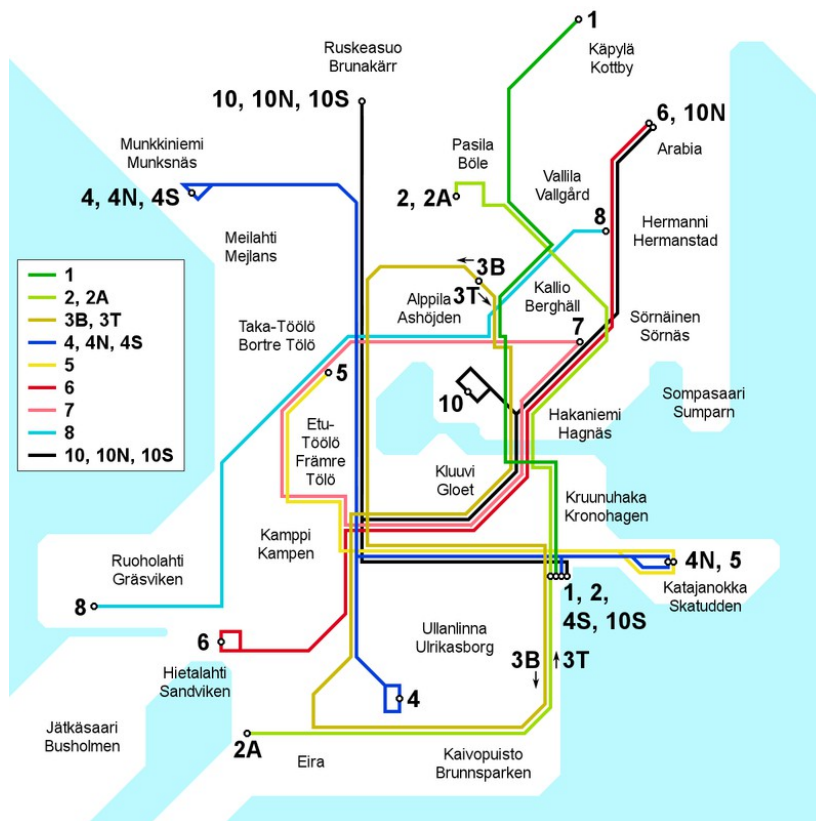 1
Käpylä
Kottby
Ruskeasuo
Brunakärr
10, 10N, 10S
6, 10N
Arabia
Munkkiniemi
Munksnäs
4, 4N, 4S
Pasila
Böle
2, 2A
Vallila
Vallgård
8
Hermanni
Hermanstad
Meilahti
Mejlans
1
2, 2A
3B, 3T
4, 4N, 4S
5
6
7
8
10, 10N, 10S
3B
3T
Alppila
Ashöjden
Kallio
Berghäll
Sörnäinen
Sörnäs
Taka-Töölö
Bortre Tölö
7
5
10
Sompasaari
Sumparn
Etu-
Töölö
Främre
Tölö
Hakaniemi
Hagnäs
Kluuvi
Gloet
Kruunuhaka
Kronohagen
Kamppi
Kampen
Ruoholahti
Gräsviken
8
4N, 5
Katajanokka
Skatudden
1, 2,
4S, 10S
6
Ullanlinna
Ulrikasborg
3B
3T
Hietalahti
Sandviken
4
Jätkäsaari
Busholmen
2A
Eira
Kaivopuisto
Brunnsparken